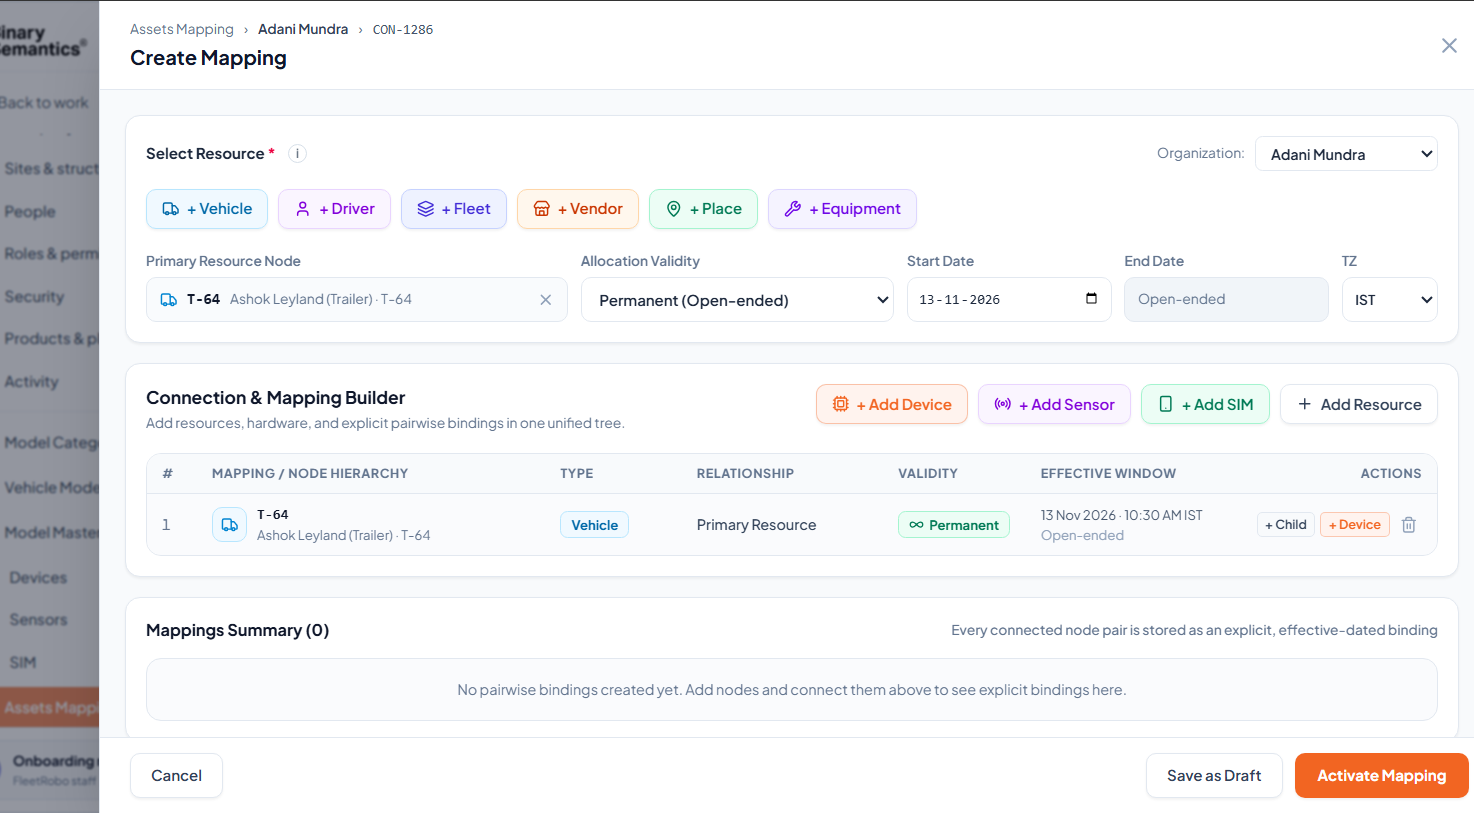 Assets Mapping › Adani Mundra › CON-1286
Create Mapping
Back to work
Sites & struct
People
Roles & perm
Security
Products & pl
Activity
Model Categ
Vehicle Mode
Model Master
Devices
Sensors
SIM
Assets Mapp
Onboarding
FleetRobo staff
Select Resource * i
Organization: Adani Mundra
+ Vehicle + Driver + Fleet + Vendor + Place + Equipment
Primary Resource Node Allocation Validity Start Date End Date TZ
T-64 Ashok Leyland (Trailer) · T-64 Permanent (Open-ended) 13-11-2026 Open-ended IST
Connection & Mapping Builder
Add resources, hardware, and explicit pairwise bindings in one unified tree.
+ Add Device + Add Sensor + Add SIM + Add Resource
# MAPPING / NODE HIERARCHY TYPE RELATIONSHIP VALIDITY EFFECTIVE WINDOW ACTIONS
1 T-64 Vehicle Primary Resource ∞ Permanent 13 Nov 2026 · 10:30 AM IST + Child + Device
Ashok Leyland (Trailer) · T-64 Open-ended
Mappings Summary (0) Every connected node pair is stored as an explicit, effective-dated binding
No pairwise bindings created yet. Add nodes and connect them above to see explicit bindings here.
Cancel Save as Draft Activate Mapping